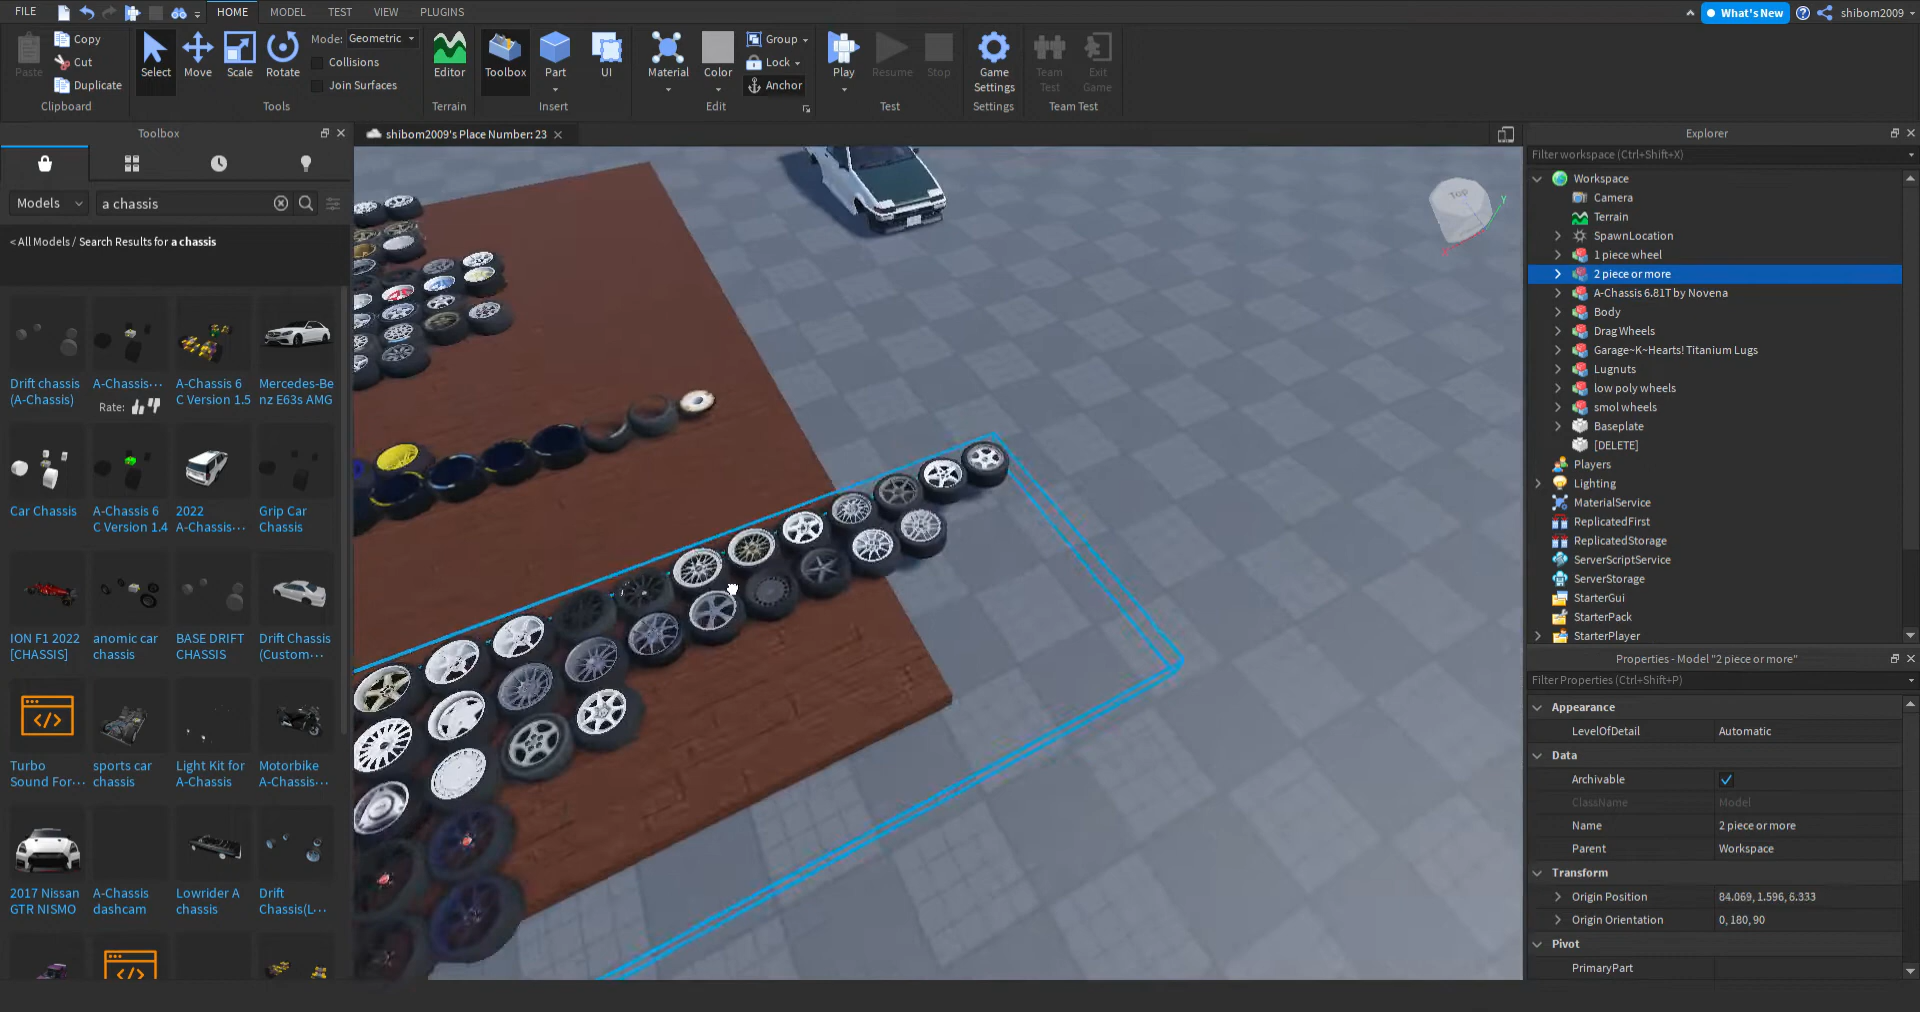 FILE HOME MODEL TEST VIEW PLUGINS What's New shibom2009
Paste Copy Cut Duplicate Clipboard
Select Move Scale Rotate Mode: Geometric Collisions Join Surfaces Tools
Editor Terrain
Toolbox Part UI Insert
Material Color Group Lock Anchor Edit
Play Resume Stop Test
Game Settings Settings
Team Test Exit Game Team Test
Toolbox
Models a chassis
< All Models / Search Results for a chassis
Drift chassis (A-Chassis)
A-Chassis···
Rate:
A-Chassis 6 C Version 1.5
Mercedes-Be nz E63s AMG
Car Chassis
A-Chassis 6 C Version 1.4
2022 A-Chassis···
Grip Car Chassis
ION F1 2022 [CHASSIS]
anomic car chassis
BASE DRIFT CHASSIS
Drift Chassis (Custom···
Turbo Sound For···
sports car chassis
Light Kit for A-Chassis
Motorbike A-Chassis···
2017 Nissan GTR NISMO
A-Chassis dashcam
Lowrider A chassis
Drift Chassis(L···
shibom2009's Place Number: 23
Top
Y
Explorer
Filter workspace (Ctrl+Shift+X)
Workspace
Camera
Terrain
SpawnLocation
1 piece wheel
2 piece or more
A-Chassis 6.81T by Novena
Body
Drag Wheels
Garage~K~Hearts! Titanium Lugs
Lugnuts
low poly wheels
smol wheels
Baseplate
[DELETE]
Players
Lighting
MaterialService
ReplicatedFirst
ReplicatedStorage
ServerScriptService
ServerStorage
StarterGui
StarterPack
StarterPlayer
Properties - Model "2 piece or more"
Filter Properties (Ctrl+Shift+P)
Appearance
LevelOfDetail Automatic
Data
Archivable
ClassName Model
Name 2 piece or more
Parent Workspace
Transform
Origin Position 84.069, 1.596, 6.333
Origin Orientation 0, 180, 90
Pivot
PrimaryPart